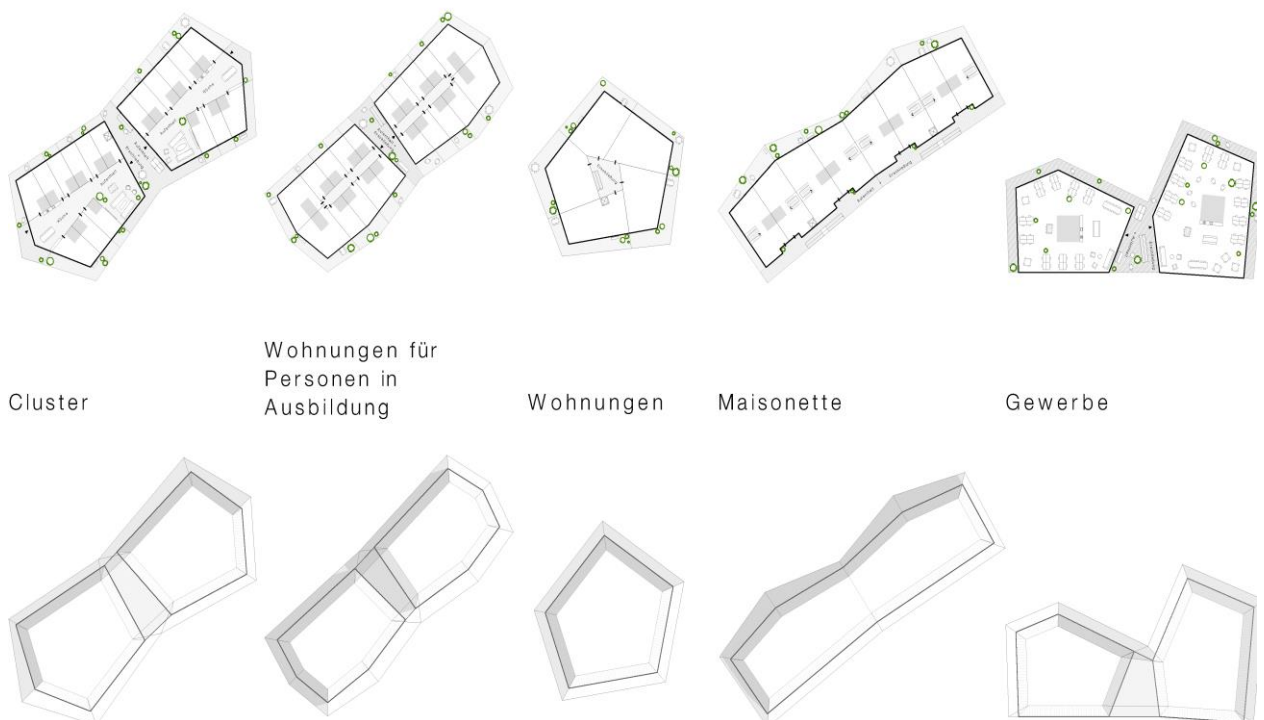 Cluster
Wohnungen für
Personen in
Ausbildung
Wohnungen
Maisonette
Gewerbe